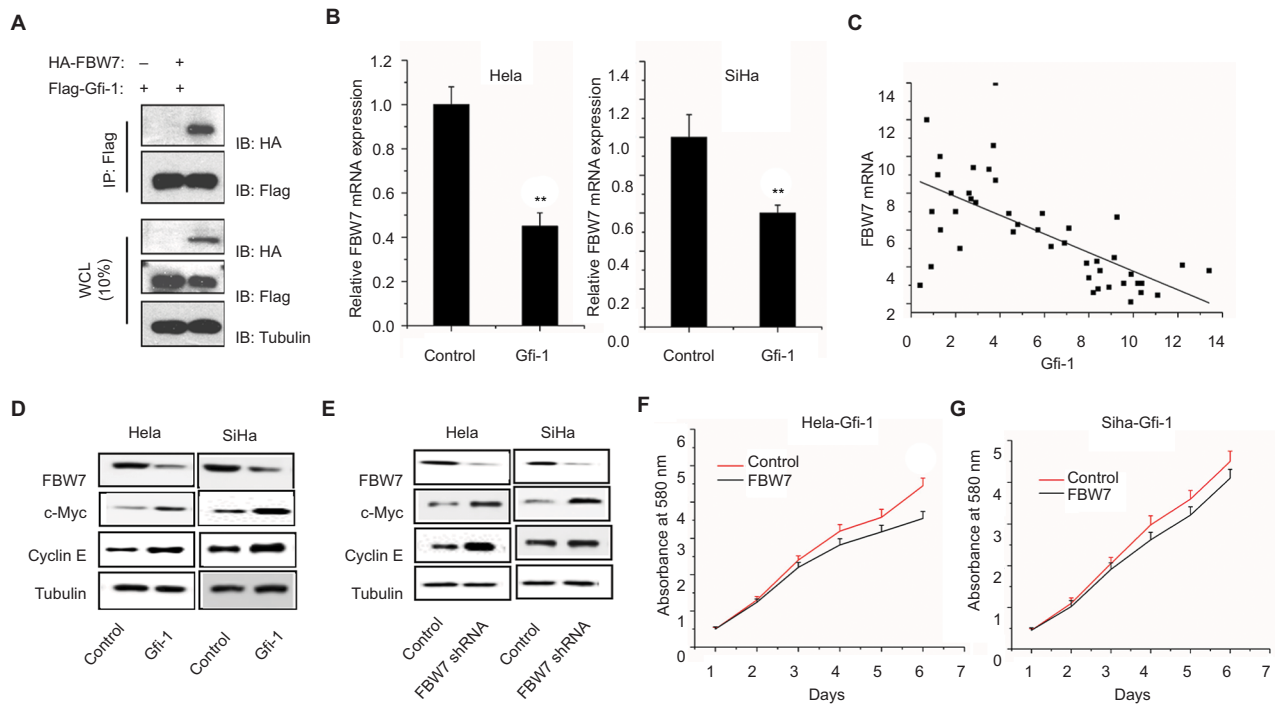 A
HA-FBW7: – +
Flag-Gfi-1: + +
IP: Flag
IB: HA
IB: Flag
WCL
(10%)
IB: HA
IB: Flag
IB: Tubulin
B
Relative FBW7 mRNA expression
1.2
1.0
0.8
0.6
0.4
0.2
0.0
Hela
**
Control Gfi-1
Relative FBW7 mRNA expression
1.4
1.2
1.0
0.8
0.6
0.4
0.2
0.0
SiHa
**
Control Gfi-1
C
FBW7 mRNA
14
12
10
8
6
4
2
0 2 4 6 8 10 12 14
Gfi-1
D
Hela SiHa
FBW7
c-Myc
Cyclin E
Tubulin
Control Gfi-1 Control Gfi-1
E
Hela SiHa
FBW7
c-Myc
Cyclin E
Tubulin
Control FBW7 shRNA Control FBW7 shRNA
F
Hela-Gfi-1
Absorbance at 580 nm
6
5
4
3
2
1
0
Control
FBW7
1 2 3 4 5 6 7
Days
G
Siha-Gfi-1
Absorbance at 580 nm
5
4
3
2
1
0
Control
FBW7
1 2 3 4 5 6 7
Days